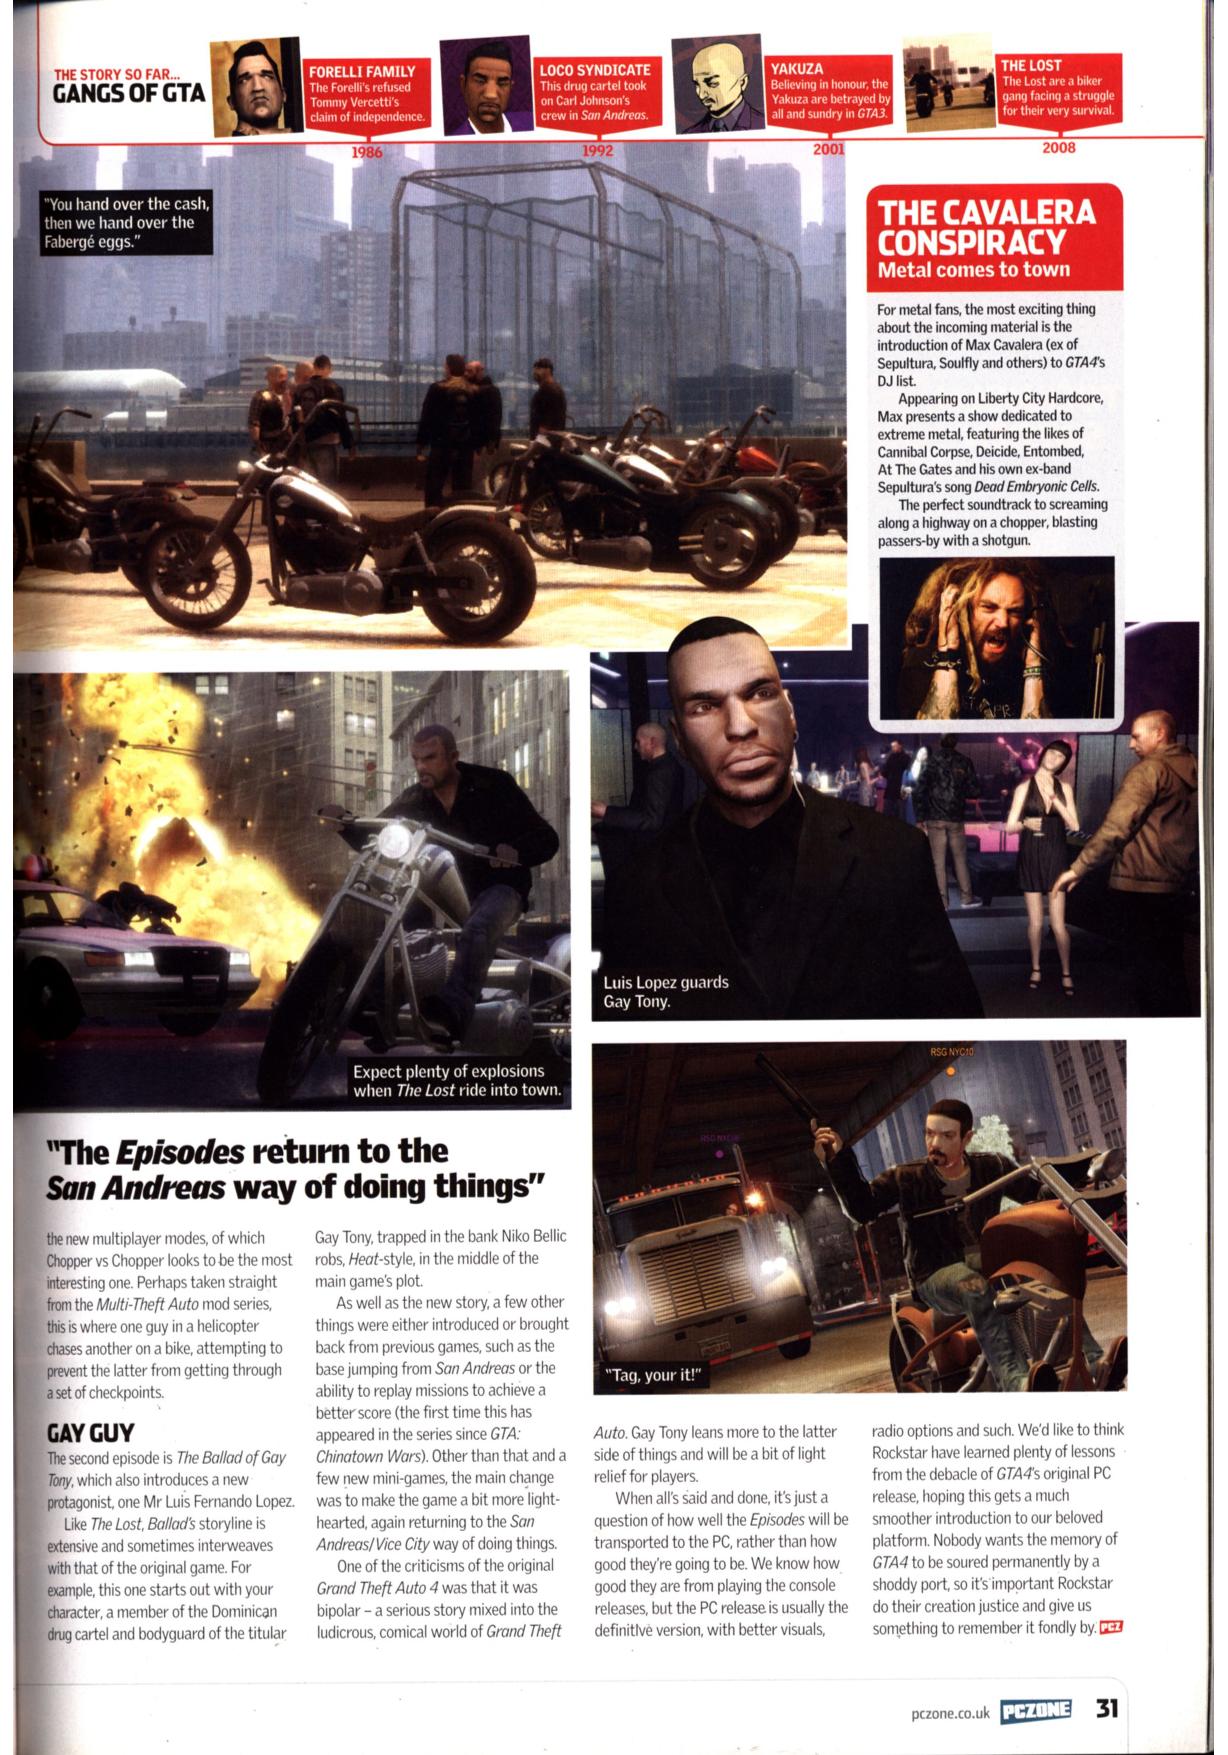 THE STORY SO FAR...
GANGS OF GTA
FORELLI FAMILY
The Forelli's refused
Tommy Vercetti's
claim of independence.
1986
LOCO SYNDICATE
This drug cartel took
on Carl Johnson's
crew in San Andreas.
1992
YAKUZA
Believing in honour, the
Yakuza are betrayed by
all and sundry in GTA3.
2001
THE LOST
The Lost are a biker
gang facing a struggle
for their very survival.
2008
"You hand over the cash,
then we hand over the
Fabergé eggs."
THE CAVALERA
CONSPIRACY
Metal comes to town
For metal fans, the most exciting thing
about the incoming material is the
introduction of Max Cavalera (ex of
Sepultura, Soulfly and others) to GTA4's
DJ list.
Appearing on Liberty City Hardcore,
Max presents a show dedicated to
extreme metal, featuring the likes of
Cannibal Corpse, Deicide, Entombed,
At The Gates and his own ex-band
Sepultura's song Dead Embryonic Cells.
The perfect soundtrack to screaming
along a highway on a chopper, blasting
passers-by with a shotgun.
Luis Lopez guards
Gay Tony.
Expect plenty of explosions
when The Lost ride into town.
RSG NYC10
"Tag, your it!"
"The Episodes return to the
San Andreas way of doing things"
the new multiplayer modes, of which
Chopper vs Chopper looks to be the most
interesting one. Perhaps taken straight
from the Multi-Theft Auto mod series,
this is where one guy in a helicopter
chases another on a bike, attempting to
prevent the latter from getting through
a set of checkpoints.
GAY GUY
The second episode is The Ballad of Gay
Tony, which also introduces a new
protagonist, one Mr Luis Fernando Lopez.
Like The Lost, Ballad's storyline is
extensive and sometimes interweaves
with that of the original game. For
example, this one starts out with your
character, a member of the Dominican
drug cartel and bodyguard of the titular
Gay Tony, trapped in the bank Niko Bellic
robs, Heat-style, in the middle of the
main game's plot.
As well as the new story, a few other
things were either introduced or brought
back from previous games, such as the
base jumping from San Andreas or the
ability to replay missions to achieve a
better score (the first time this has
appeared in the series since GTA:
Chinatown Wars). Other than that and a
few new mini-games, the main change
was to make the game a bit more light-
hearted, again returning to the San
Andreas/Vice City way of doing things.
One of the criticisms of the original
Grand Theft Auto 4 was that it was
bipolar – a serious story mixed into the
ludicrous, comical world of Grand Theft
Auto. Gay Tony leans more to the latter
side of things and will be a bit of light
relief for players.
When all's said and done, it's just a
question of how well the Episodes will be
transported to the PC, rather than how
good they're going to be. We know how
good they are from playing the console
releases, but the PC release is usually the
definitive version, with better visuals,
radio options and such. We'd like to think
Rockstar have learned plenty of lessons
from the debacle of GTA4's original PC
release, hoping this gets a much
smoother introduction to our beloved
platform. Nobody wants the memory of
GTA4 to be soured permanently by a
shoddy port, so it's important Rockstar
do their creation justice and give us
something to remember it fondly by. PCZ
pczone.co.uk PCZONE 31